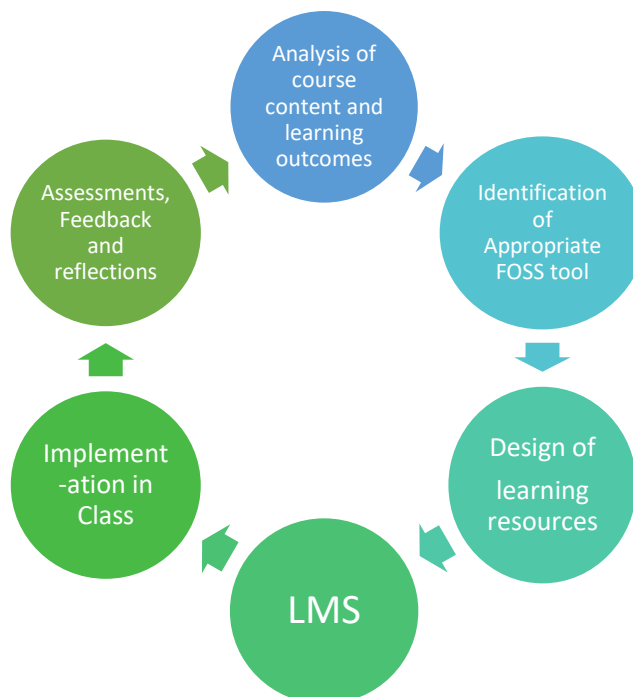 Analysis of
course
content and
learning
outcomes
Identification
of
Appropriate
FOSS tool
Design of
learning
resources
LMS
Implement
-ation in
Class
Assessments,
Feedback
and
reflections